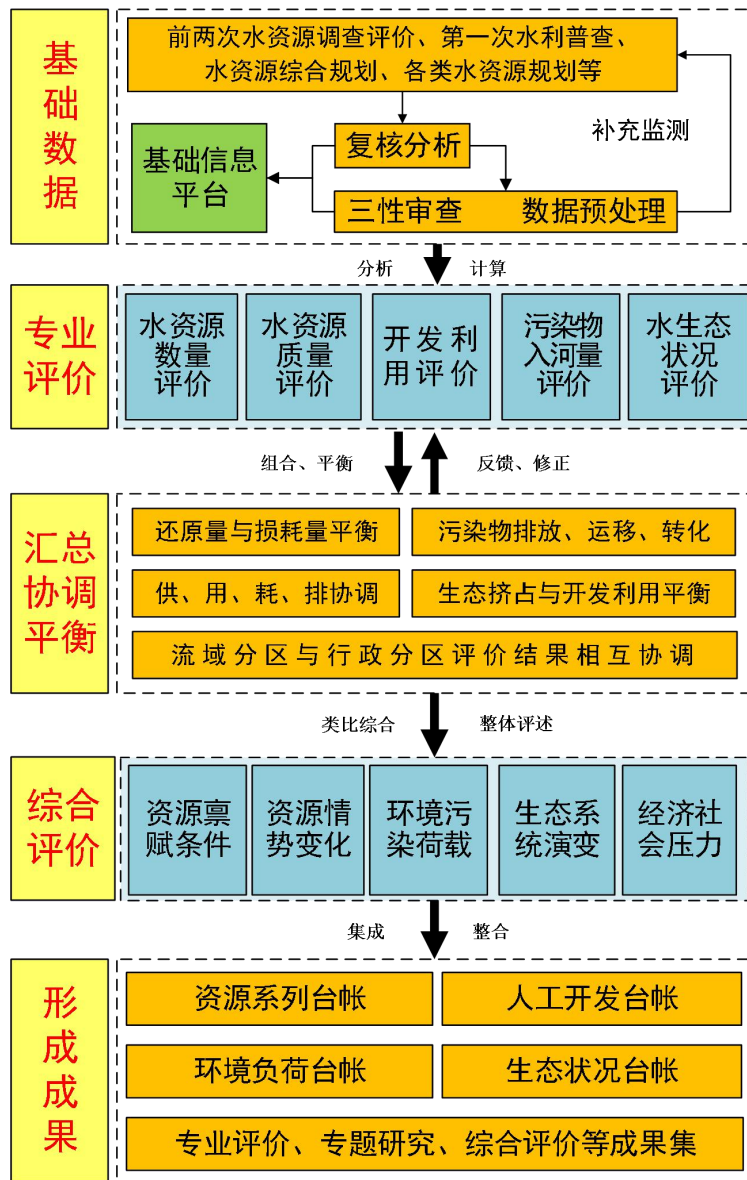 基
础
数
据
前两次水资源调查评价、第一次水利普查、
水资源综合规划、各类水资源规划等
补充监测
复核分析
基础信息
平台
三性审查 数据预处理
分析 计算
专业
评价
水资源
数量
评价
水资源
质量
评价
开发利
用评价
污染物
入河量
评价
水生态
状况
评价
组合、平衡 反馈、修正
汇总
协调
平衡
还原量与损耗量平衡
污染物排放、运移、转化
供、用、耗、排协调
生态挤占与开发利用平衡
流域分区与行政分区评价结果相互协调
类比综合 整体评述
综合
评价
资源禀
赋条件
资源情
势变化
环境污
染荷载
生态系
统演变
经济社
会压力
集成 整合
形
成
成
果
资源系列台帐
人工开发台帐
环境负荷台帐
生态状况台帐
专业评价、专题研究、综合评价等成果集